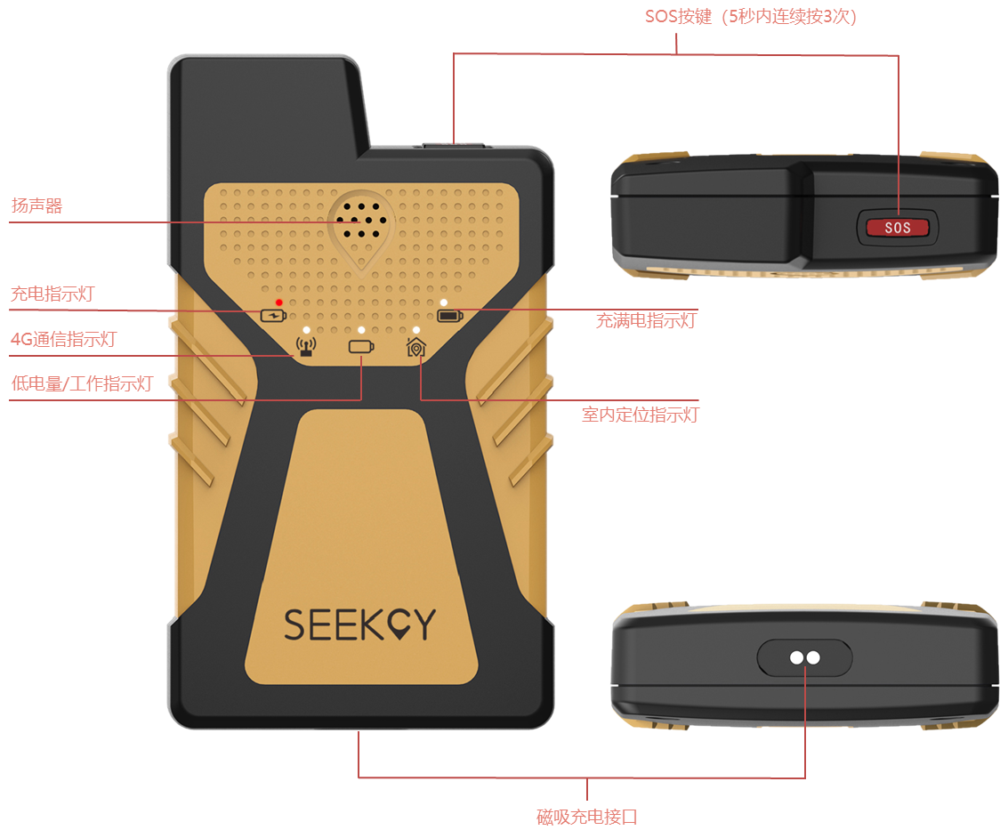 SOS按键（5秒内连续按3次）
扬声器
SOS
充电指示灯
充满电指示灯
4G通信指示灯
低电量/工作指示灯
室内定位指示灯
SEEKCY
磁吸充电接口